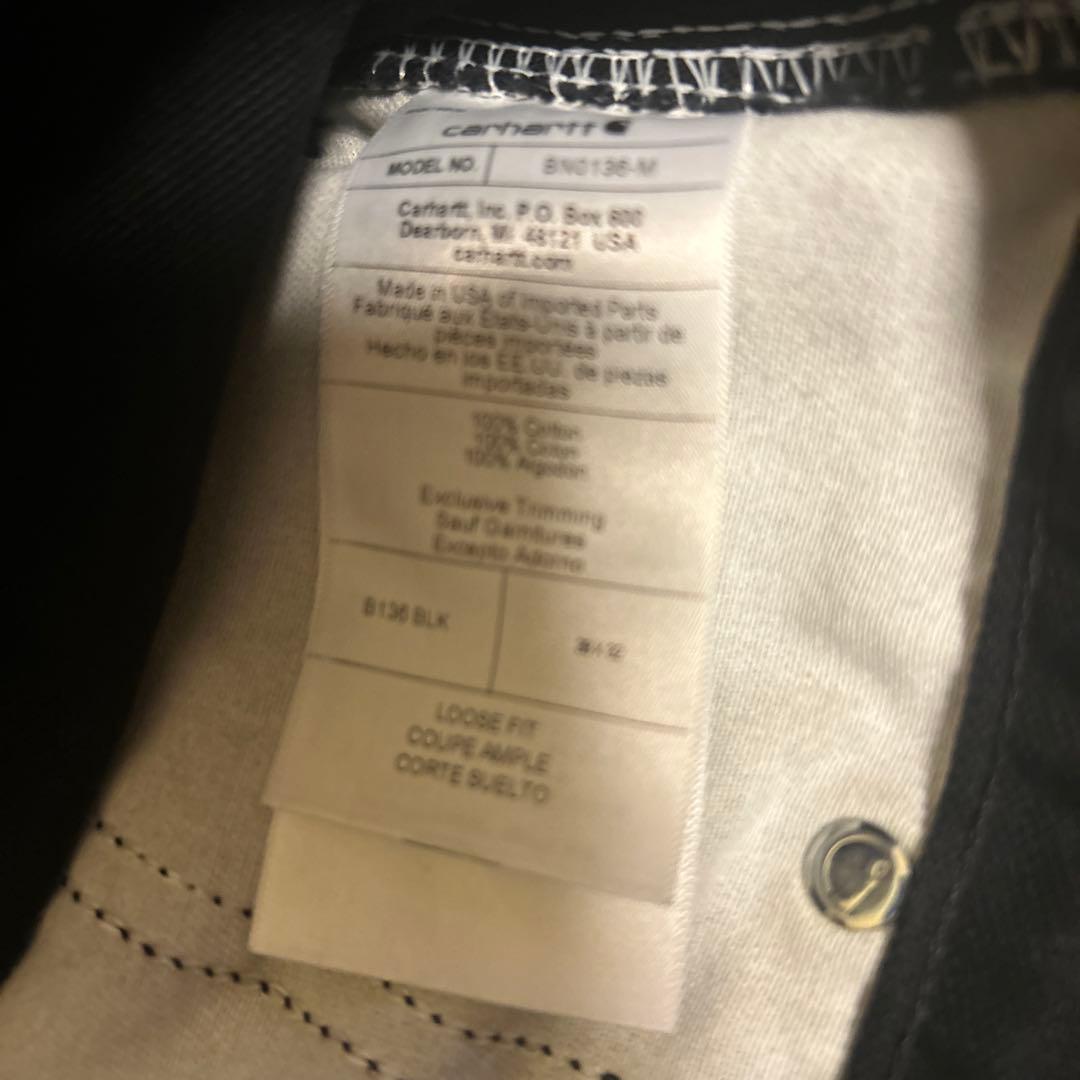 carhartt
MODEL NO. BN0136-M
Carhartt, Inc. P.O. Box 600
Dearborn, MI 48121 USA
carhartt.com
Made in USA of Imported Parts
Fabriqué aux États-Unis à partir de
pièces importées
Hecho en los EE.UU. de piezas
importadas
100% Cotton
100% Coton
100% Algodon
Exclusive Trimming
Sauf Garnitures
Excepto Adorno
B136 BLK
LOOSE FIT
COUPE AMPLE
CORTE SUELTO